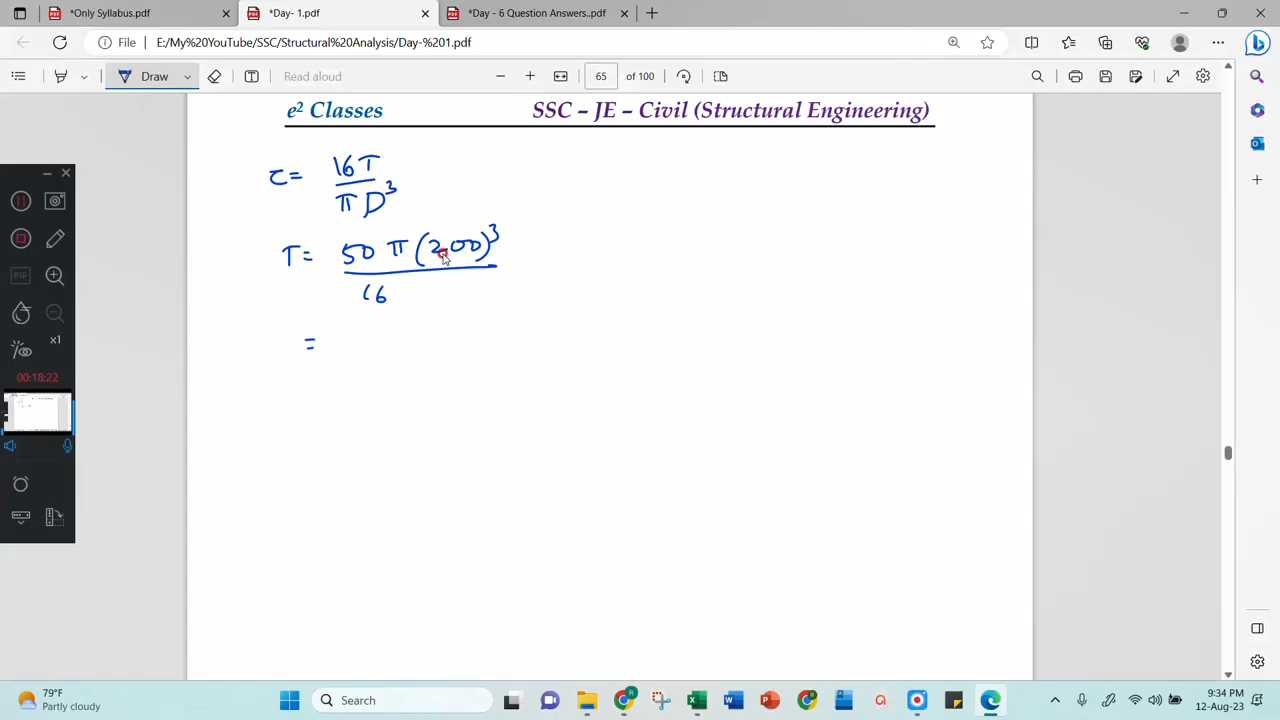 *Only Syllabus.pdf
*Day- 1.pdf
*Day - 6 Question Answers..pdf
File
E:/My%20YouTube/SSC/Structural%20Analysis/Day-%201.pdf
Draw
Read aloud
65
of 100
e² Classes
SSC – JE – Civil (Structural Engineering)
τ = 16T
πD³
T = 50 π (200)³
16
=
PIP
x1
00:18:22
79°F
Partly cloudy
Search
9:34 PM
12-Aug-23